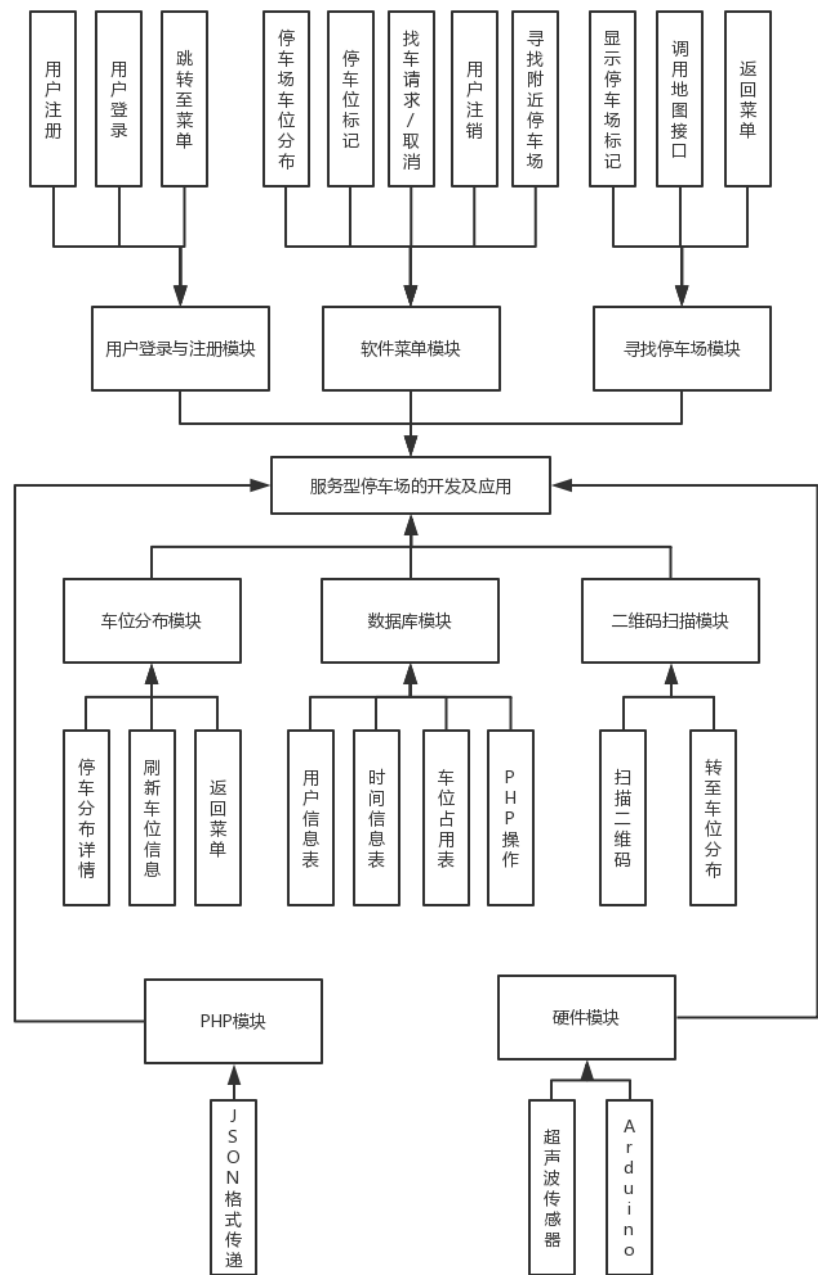 用户注册
用户登录
跳转至菜单
停车场车位分布
停车位标记
找车请求/取消
用户注销
寻找附近停车场
显示停车场标记
调用地图接口
返回菜单
用户登录与注册模块
软件菜单模块
寻找停车场模块
服务型停车场的开发及应用
车位分布模块
数据库模块
二维码扫描模块
停车分布详情
刷新车位信息
返回菜单
用户信息表
时间信息表
车位占用表
PHP操作
扫描二维码
转至车位分布
PHP模块
硬件模块
JSON格式传递
超声波传感器
Arduino